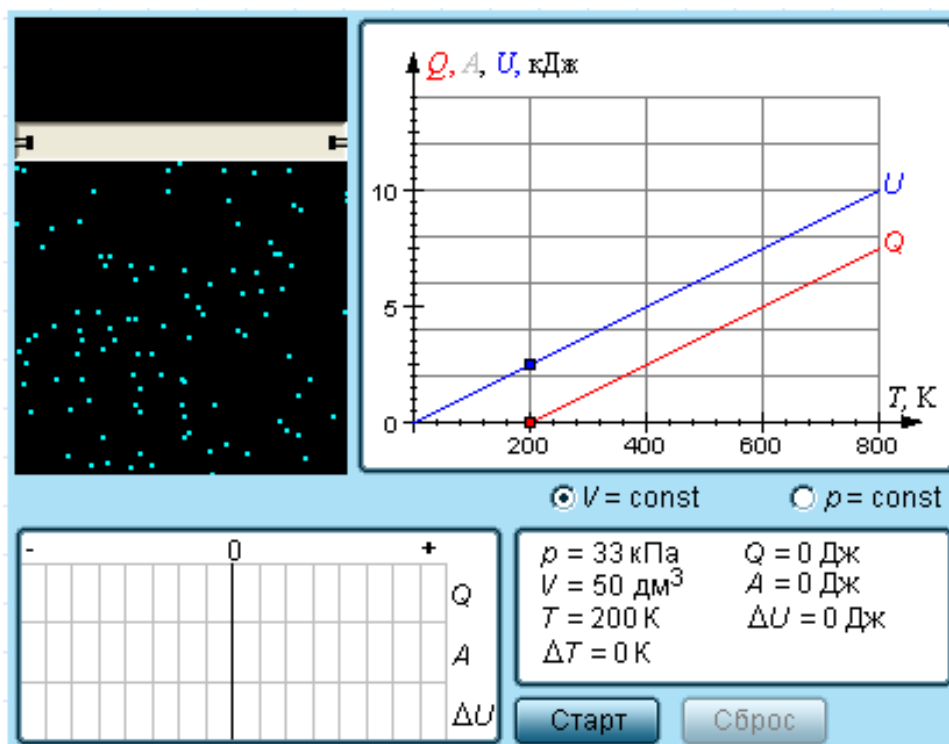 Q, A, U, кДж
10
U
Q
5
T, К
0
200 400 600 800
V = const p = const
- 0 +
Q
A
ΔU
p = 33 кПа Q = 0 Дж
V = 50 дм³ A = 0 Дж
T = 200 К ΔU = 0 Дж
ΔT = 0 К
Старт Сброс